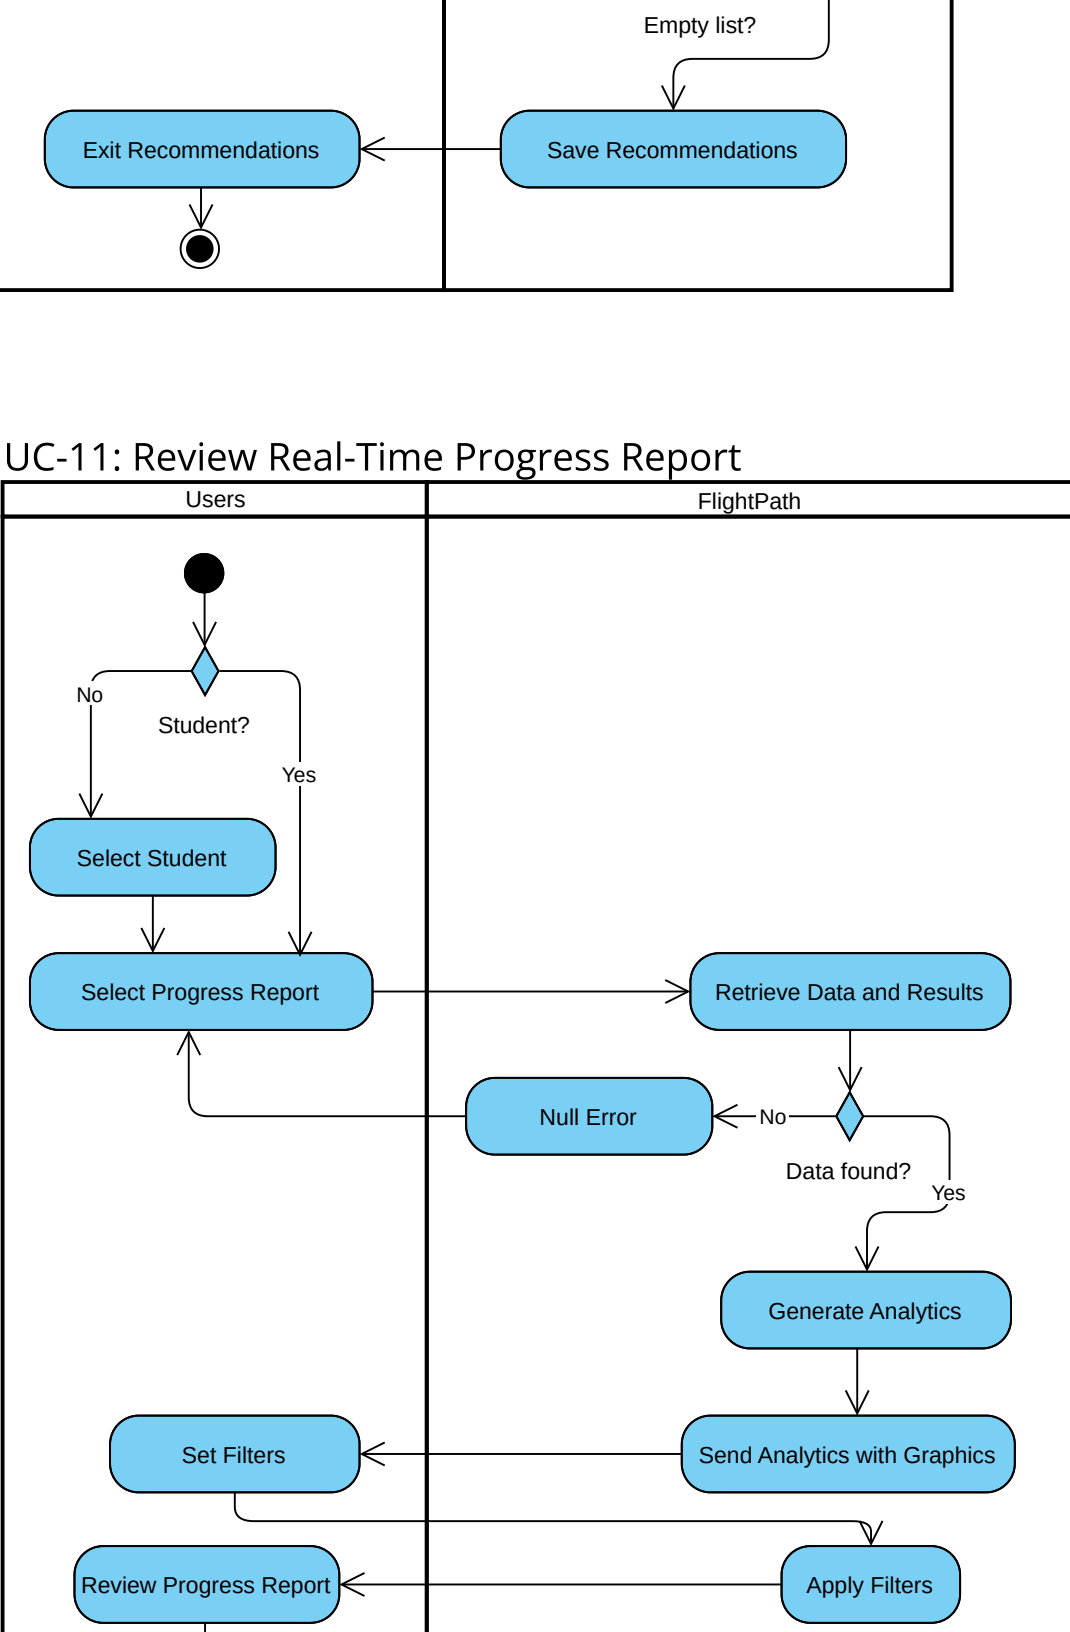 Empty list?
Exit Recommendations
Save Recommendations
UC-11: Review Real-Time Progress Report
Users
FlightPath
No
Student?
Yes
Select Student
Select Progress Report
Retrieve Data and Results
Null Error
No
Data found?
Yes
Generate Analytics
Set Filters
Send Analytics with Graphics
Review Progress Report
Apply Filters